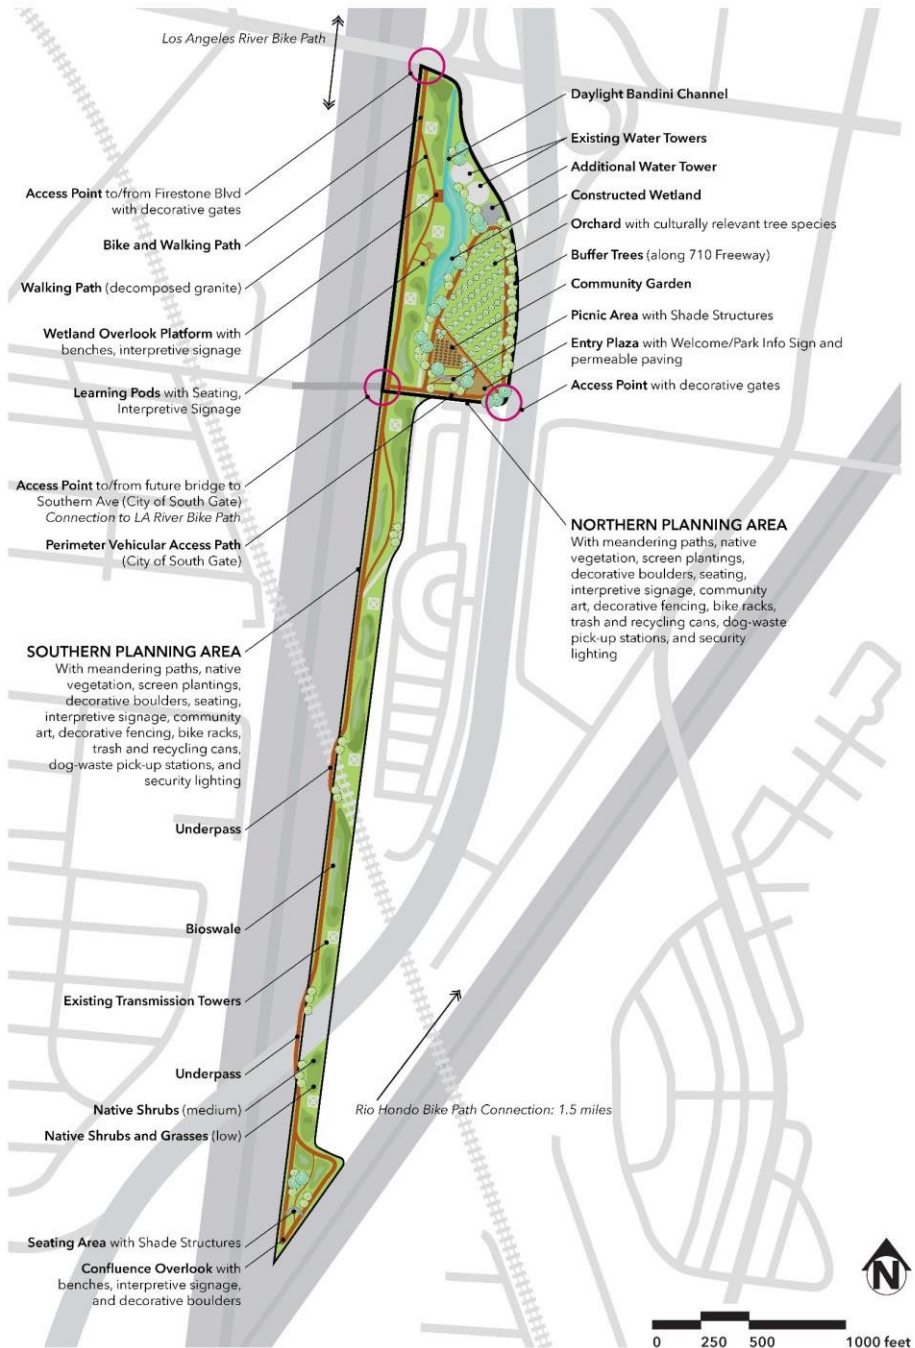 Los Angeles River Bike Path
Access Point to/from Firestone Blvd
with decorative gates
Bike and Walking Path
Walking Path (decomposed granite)
Wetland Overlook Platform with
benches, interpretive signage
Learning Pods with Seating,
Interpretive Signage
Access Point to/from future bridge to
Southern Ave (City of South Gate)
Connection to LA River Bike Path
Perimeter Vehicular Access Path
(City of South Gate)
SOUTHERN PLANNING AREA
With meandering paths, native
vegetation, screen plantings,
decorative boulders, seating,
interpretive signage, community
art, decorative fencing, bike racks,
trash and recycling cans,
dog-waste pick-up stations, and
security lighting
Underpass
Bioswale
Existing Transmission Towers
Underpass
Native Shrubs (medium)
Native Shrubs and Grasses (low)
Seating Area with Shade Structures
Confluence Overlook with
benches, interpretive signage,
and decorative boulders
Daylight Bandini Channel
Existing Water Towers
Additional Water Tower
Constructed Wetland
Orchard with culturally relevant tree species
Buffer Trees (along 710 Freeway)
Community Garden
Picnic Area with Shade Structures
Entry Plaza with Welcome/Park Info Sign and
permeable paving
Access Point with decorative gates
NORTHERN PLANNING AREA
With meandering paths, native
vegetation, screen plantings,
decorative boulders, seating,
interpretive signage, community
art, decorative fencing, bike racks,
trash and recycling cans, dog-waste
pick-up stations, and security
lighting
Rio Hondo Bike Path Connection: 1.5 miles
N
0 250 500 1000 feet